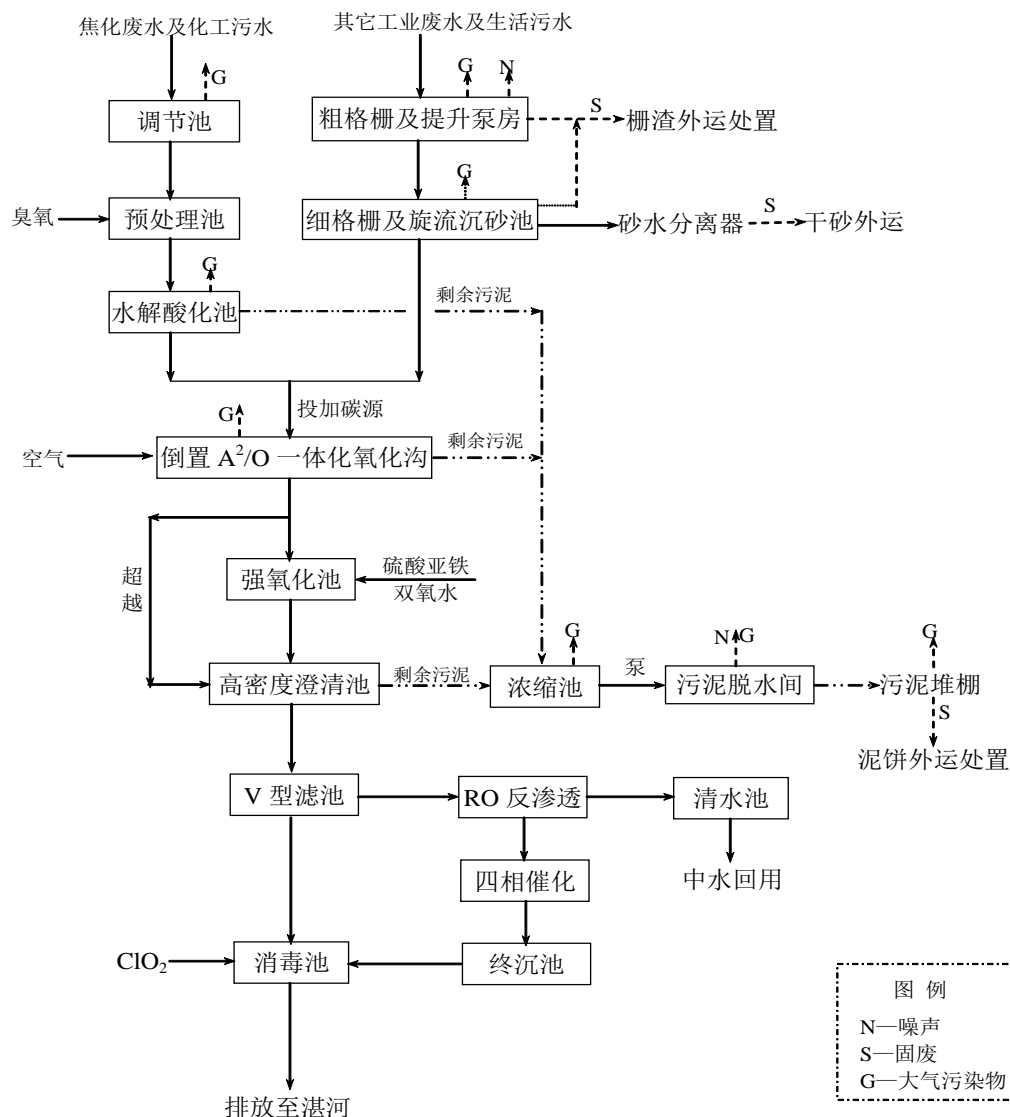 焦化废水及化工污水
其它工业废水及生活污水
G
G
N
调节池
粗格栅及提升泵房
S
栅渣外运处置
G
臭氧
预处理池
细格栅及旋流沉砂池
砂水分离器
S
干砂外运
G
水解酸化池
剩余污泥
G
投加碳源
空气
倒置 A²/O 一体化氧化沟
剩余污泥
超越
强氧化池
硫酸亚铁
双氧水
高密度澄清池
剩余污泥
G
浓缩池
泵
N G
污泥脱水间
G
污泥堆棚
S
泥饼外运处置
V 型滤池
RO 反渗透
清水池
四相催化
中水回用
ClO₂
消毒池
终沉池
排放至湛河
图 例
N—噪声
S—固废
G—大气污染物